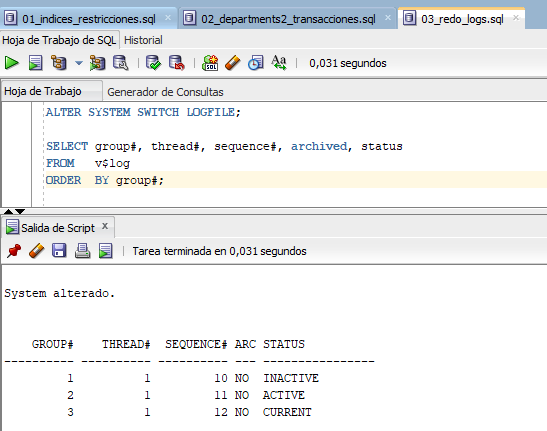 01_indices_restricciones.sql 02_departments2_transacciones.sql 03_redo_logs.sql
Hoja de Trabajo de SQL Historial
0,031 segundos
Hoja de Trabajo Generador de Consultas
ALTER SYSTEM SWITCH LOGFILE;
SELECT group#, thread#, sequence#, archived, status
FROM v$log
ORDER BY group#;
Salida de Script x
Tarea terminada en 0,031 segundos
System alterado.
GROUP# THREAD# SEQUENCE# ARC STATUS
---------- ---------- ---------- --- ----------------
1 1 10 NO INACTIVE
2 1 11 NO ACTIVE
3 1 12 NO CURRENT